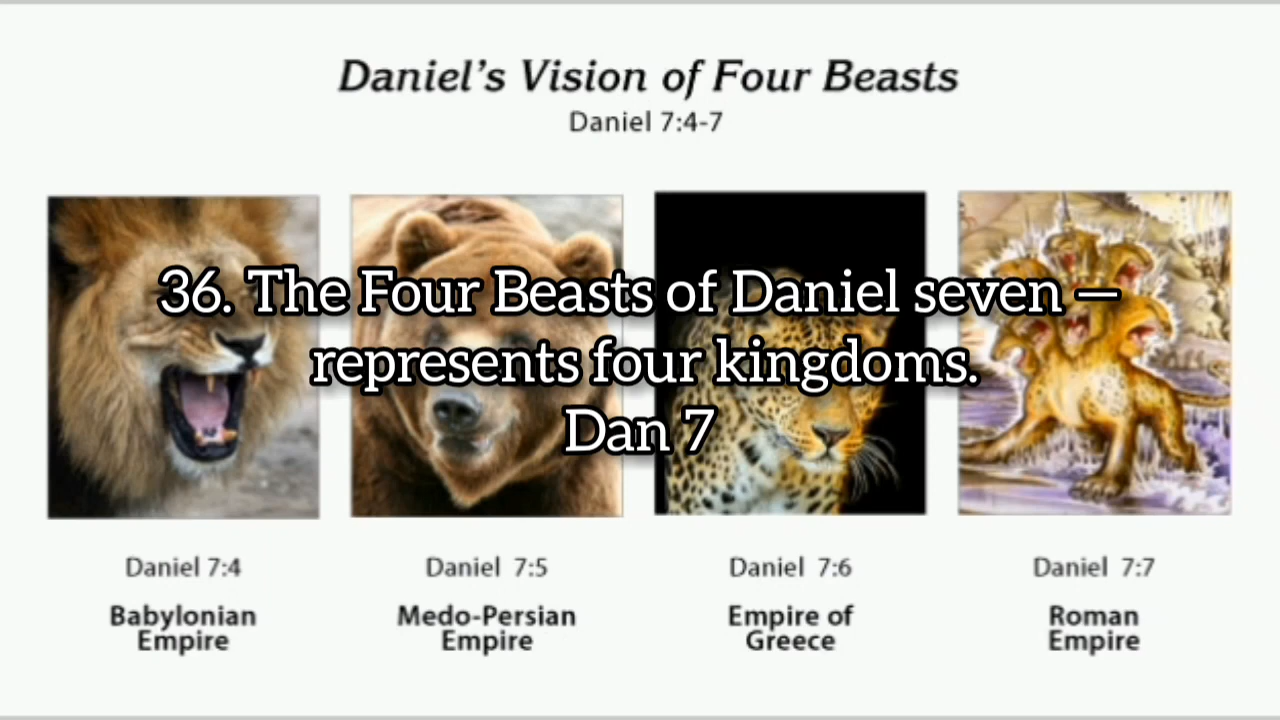 Daniel's Vision of Four Beasts
Daniel 7:4-7
36. The Four Beasts of Daniel seven —
represents four kingdoms.
Dan 7
Daniel 7:4
Babylonian
Empire
Daniel 7:5
Medo-Persian
Empire
Daniel 7:6
Empire of
Greece
Daniel 7:7
Roman
Empire